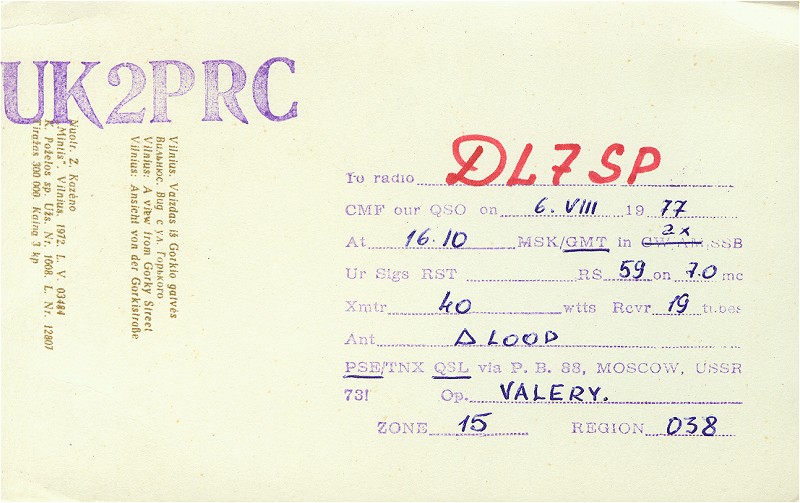 UK2PRC
Vilnius. Vaizdas iš Gorkio gatvės
Вильнюс. Вид с ул. Горького
Vilnius: A view from Gorky Street
Vilnius: Ansicht von der Gorkistraße
Nuotr. Z. Kazėno
„Mintis“. Vilnius. 1972. L. V. 03484
K. Poželos sp. Užs. Nr. 1008. L. Nr. 12807
Tiražas 300 000. Kaina 3 kp
To radio DL7SP
CMF our QSO on 6. VIII 19 77
At 16.10 MSK/GMT in CW, AM, 2x SSB
Ur Sigs RST RS 59 on 7.0 mc
Xmtr 40 wtts Rcvr 19 tubes
Ant Δ LOOP
PSE/TNX QSL via P. B. 88, MOSCOW, USSR
73! Op. VALERY.
ZONE 15 REGION 038